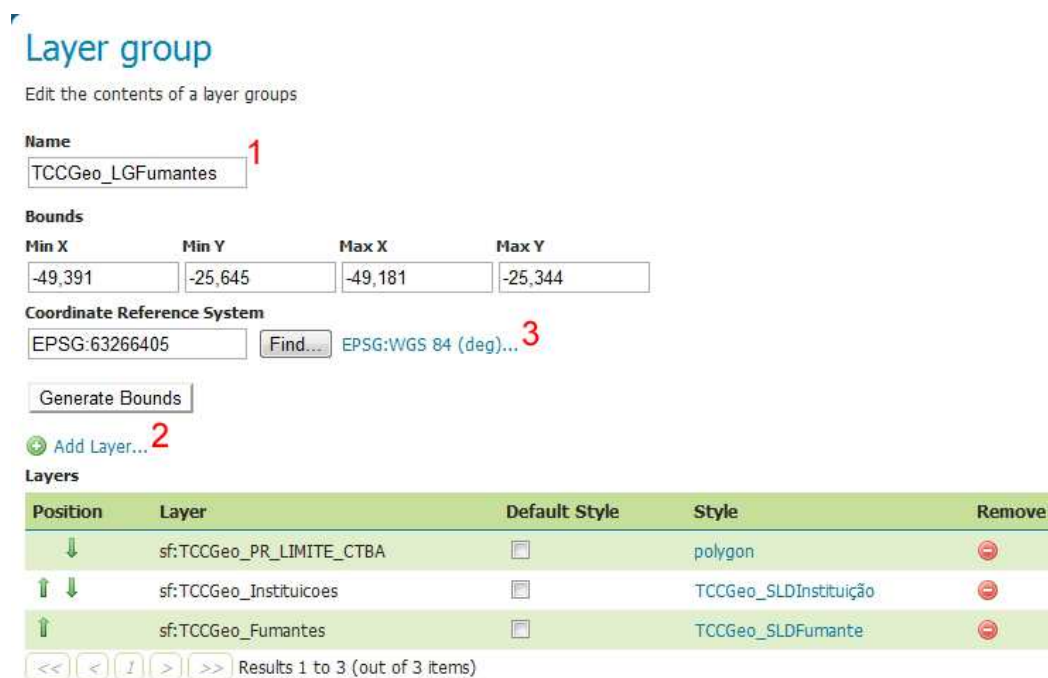 Layer group
Edit the contents of a layer groups
Name
1
TCCGeo_LGFumantes
Bounds
Min X Min Y Max X Max Y
-49,391 -25,645 -49,181 -25,344
Coordinate Reference System
EPSG:63266405 Find... EPSG:WGS 84 (deg)... 3
Generate Bounds
Add Layer... 2
Layers
Position Layer Default Style Style Remove
sf:TCCGeo_PR_LIMITE_CTBA polygon
sf:TCCGeo_Instituicoes TCCGeo_SLDInstituição
sf:TCCGeo_Fumantes TCCGeo_SLDFumante
<< < 1 > >> Results 1 to 3 (out of 3 items)